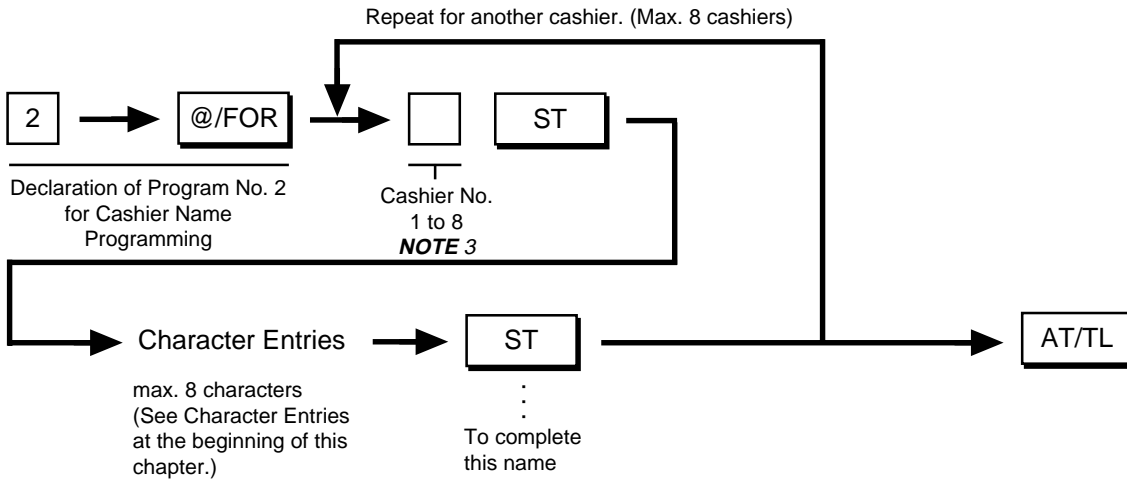 Repeat for another cashier. (Max. 8 cashiers)
2
@/FOR
ST
Declaration of Program No. 2
for Cashier Name
Programming
Cashier No.
1 to 8
NOTE 3
Character Entries
ST
AT/TL
max. 8 characters
(See Character Entries
at the beginning of this
chapter.)
To complete
this name